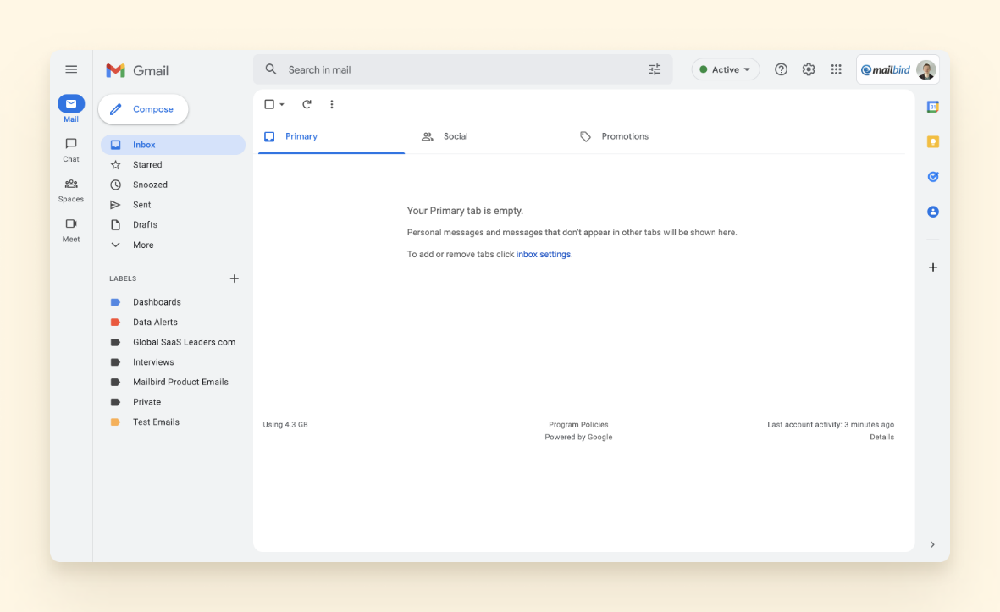 Gmail
Search in mail
Active
mailbird
Mail
Compose
Chat
Spaces
Meet
Inbox
Starred
Snoozed
Sent
Drafts
More
LABELS
Dashboards
Data Alerts
Global SaaS Leaders com
Interviews
Mailbird Product Emails
Private
Test Emails
Primary
Social
Promotions
Your Primary tab is empty.
Personal messages and messages that don't appear in other tabs will be shown here.
To add or remove tabs click inbox settings.
Using 4.3 GB
Program Policies
Powered by Google
Last account activity: 3 minutes ago
Details
31